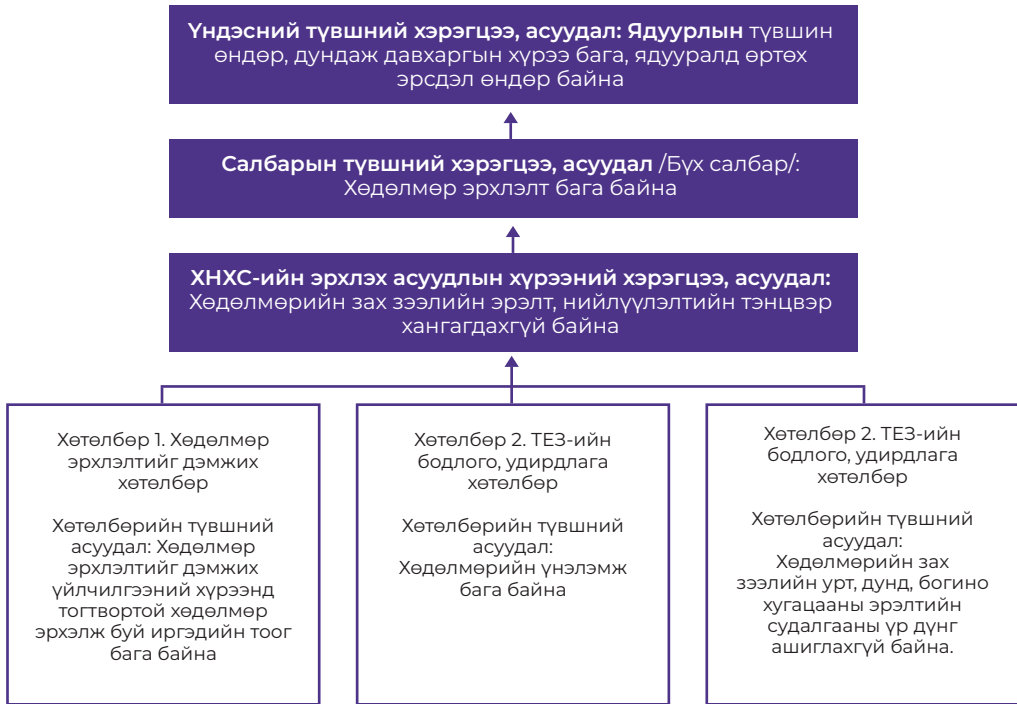 Үндэсний түвшний хэрэгцээ, асуудал: Ядуурлын түвшин
өндөр, дундаж давхаргын хүрээ бага, ядууралд өртөх
эрсдэл өндөр байна
Салбарын түвшний хэрэгцээ, асуудал /Бүх салбар/:
Хөдөлмөр эрхлэлт бага байна
ХНХС-ийн эрхлэх асуудлын хүрээний хэрэгцээ, асуудал:
Хөдөлмөрийн зах зээлийн эрэлт, нийлүүлэлтийн тэнцвэр
хангагдахгүй байна
Хөтөлбөр 1. Хөдөлмөр
эрхлэлтийг дэмжих
хөтөлбөр
Хөтөлбөрийн түвшний
асуудал: Хөдөлмөр
эрхлэлтийг дэмжих
үйлчилгээний хүрээнд
тогтвортой хөдөлмөр
эрхэлж буй иргэдийн тоог
бага байна
Хөтөлбөр 2. ТЕЗ-ийн
бодлого, удирдлага
хөтөлбөр
Хөтөлбөрийн түвшний
асуудал:
Хөдөлмөрийн үнэлэмж
бага байна
Хөтөлбөр 2. ТЕЗ-ийн
бодлого, удирдлага
хөтөлбөр
Хөтөлбөрийн түвшний
асуудал:
Хөдөлмөрийн зах
зээлийн урт, дунд, богино
хугацааны эрэлтийн
судалгааны үр дүнг
ашиглахгүй байна.